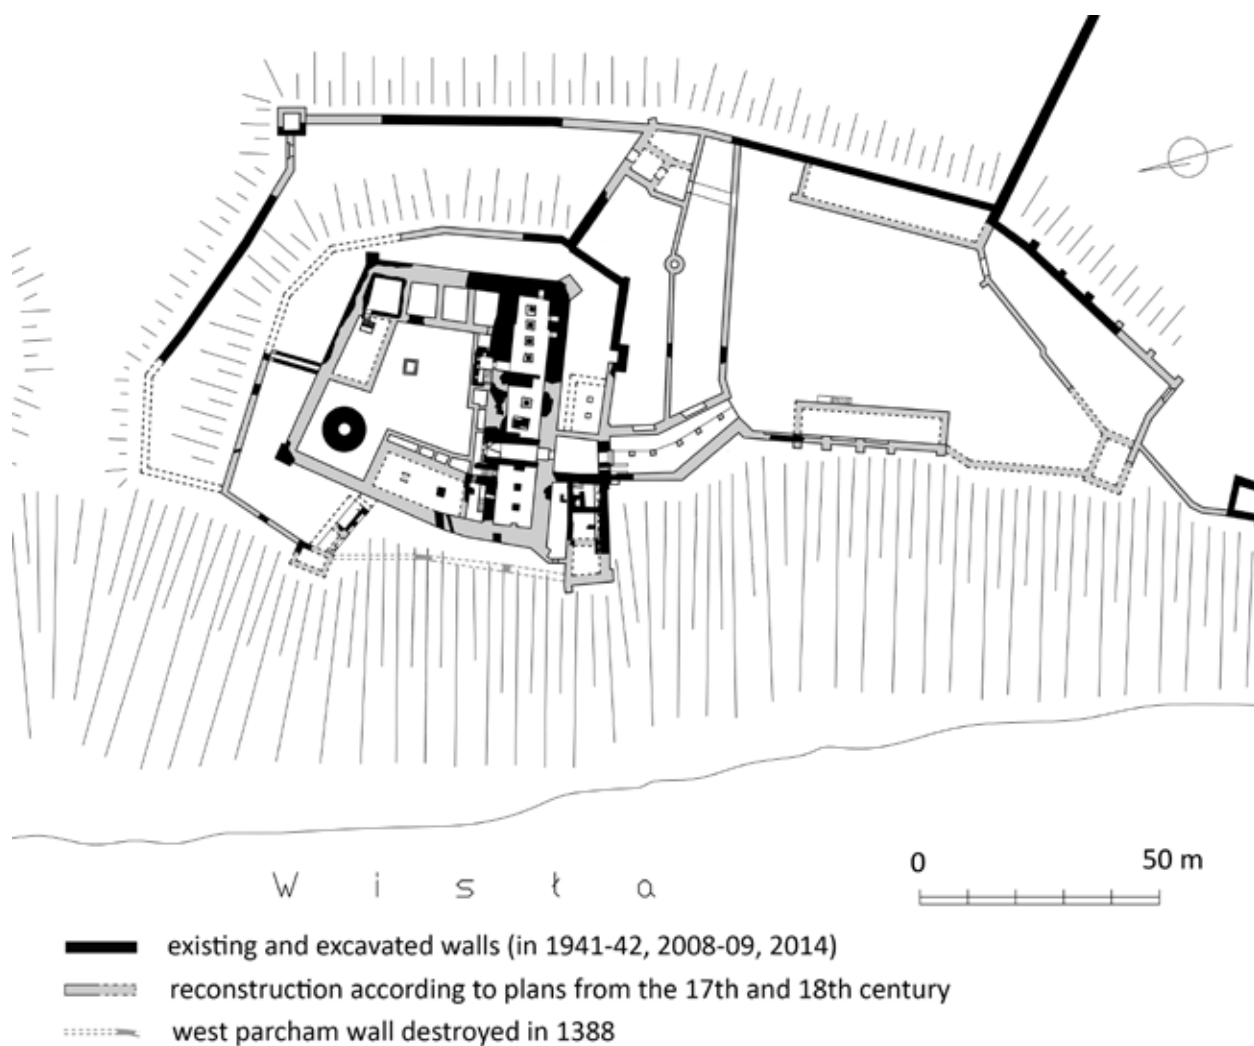 0 50 m
W i s ł a
existing and excavated walls (in 1941-42, 2008-09, 2014)
reconstruction according to plans from the 17th and 18th century
west parcham wall destroyed in 1388